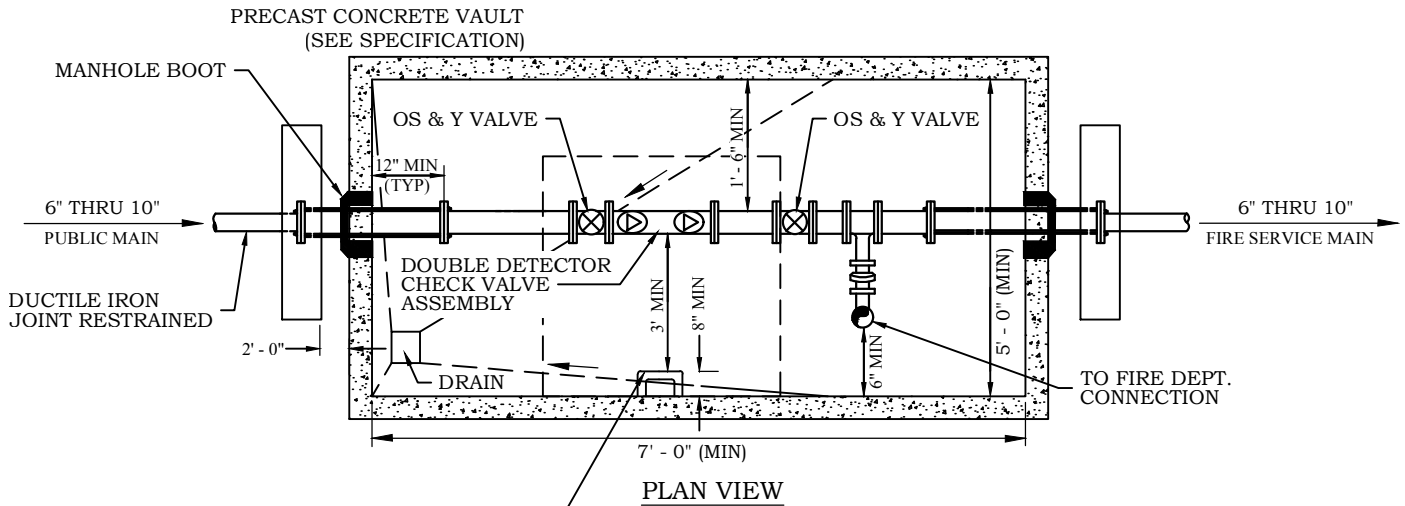 PRECAST CONCRETE VAULT
(SEE SPECIFICATION)
MANHOLE BOOT
OS & Y VALVE
OS & Y VALVE
1' - 6" MIN
12" MIN
(TYP)
6" THRU 10"
PUBLIC MAIN
6" THRU 10"
FIRE SERVICE MAIN
DOUBLE DETECTOR
CHECK VALVE
ASSEMBLY
DUCTILE IRON
JOINT RESTRAINED
3' MIN
8" MIN
6" MIN
5' - 0" (MIN)
2' - 0"
DRAIN
TO FIRE DEPT.
CONNECTION
7' - 0" (MIN)
PLAN VIEW